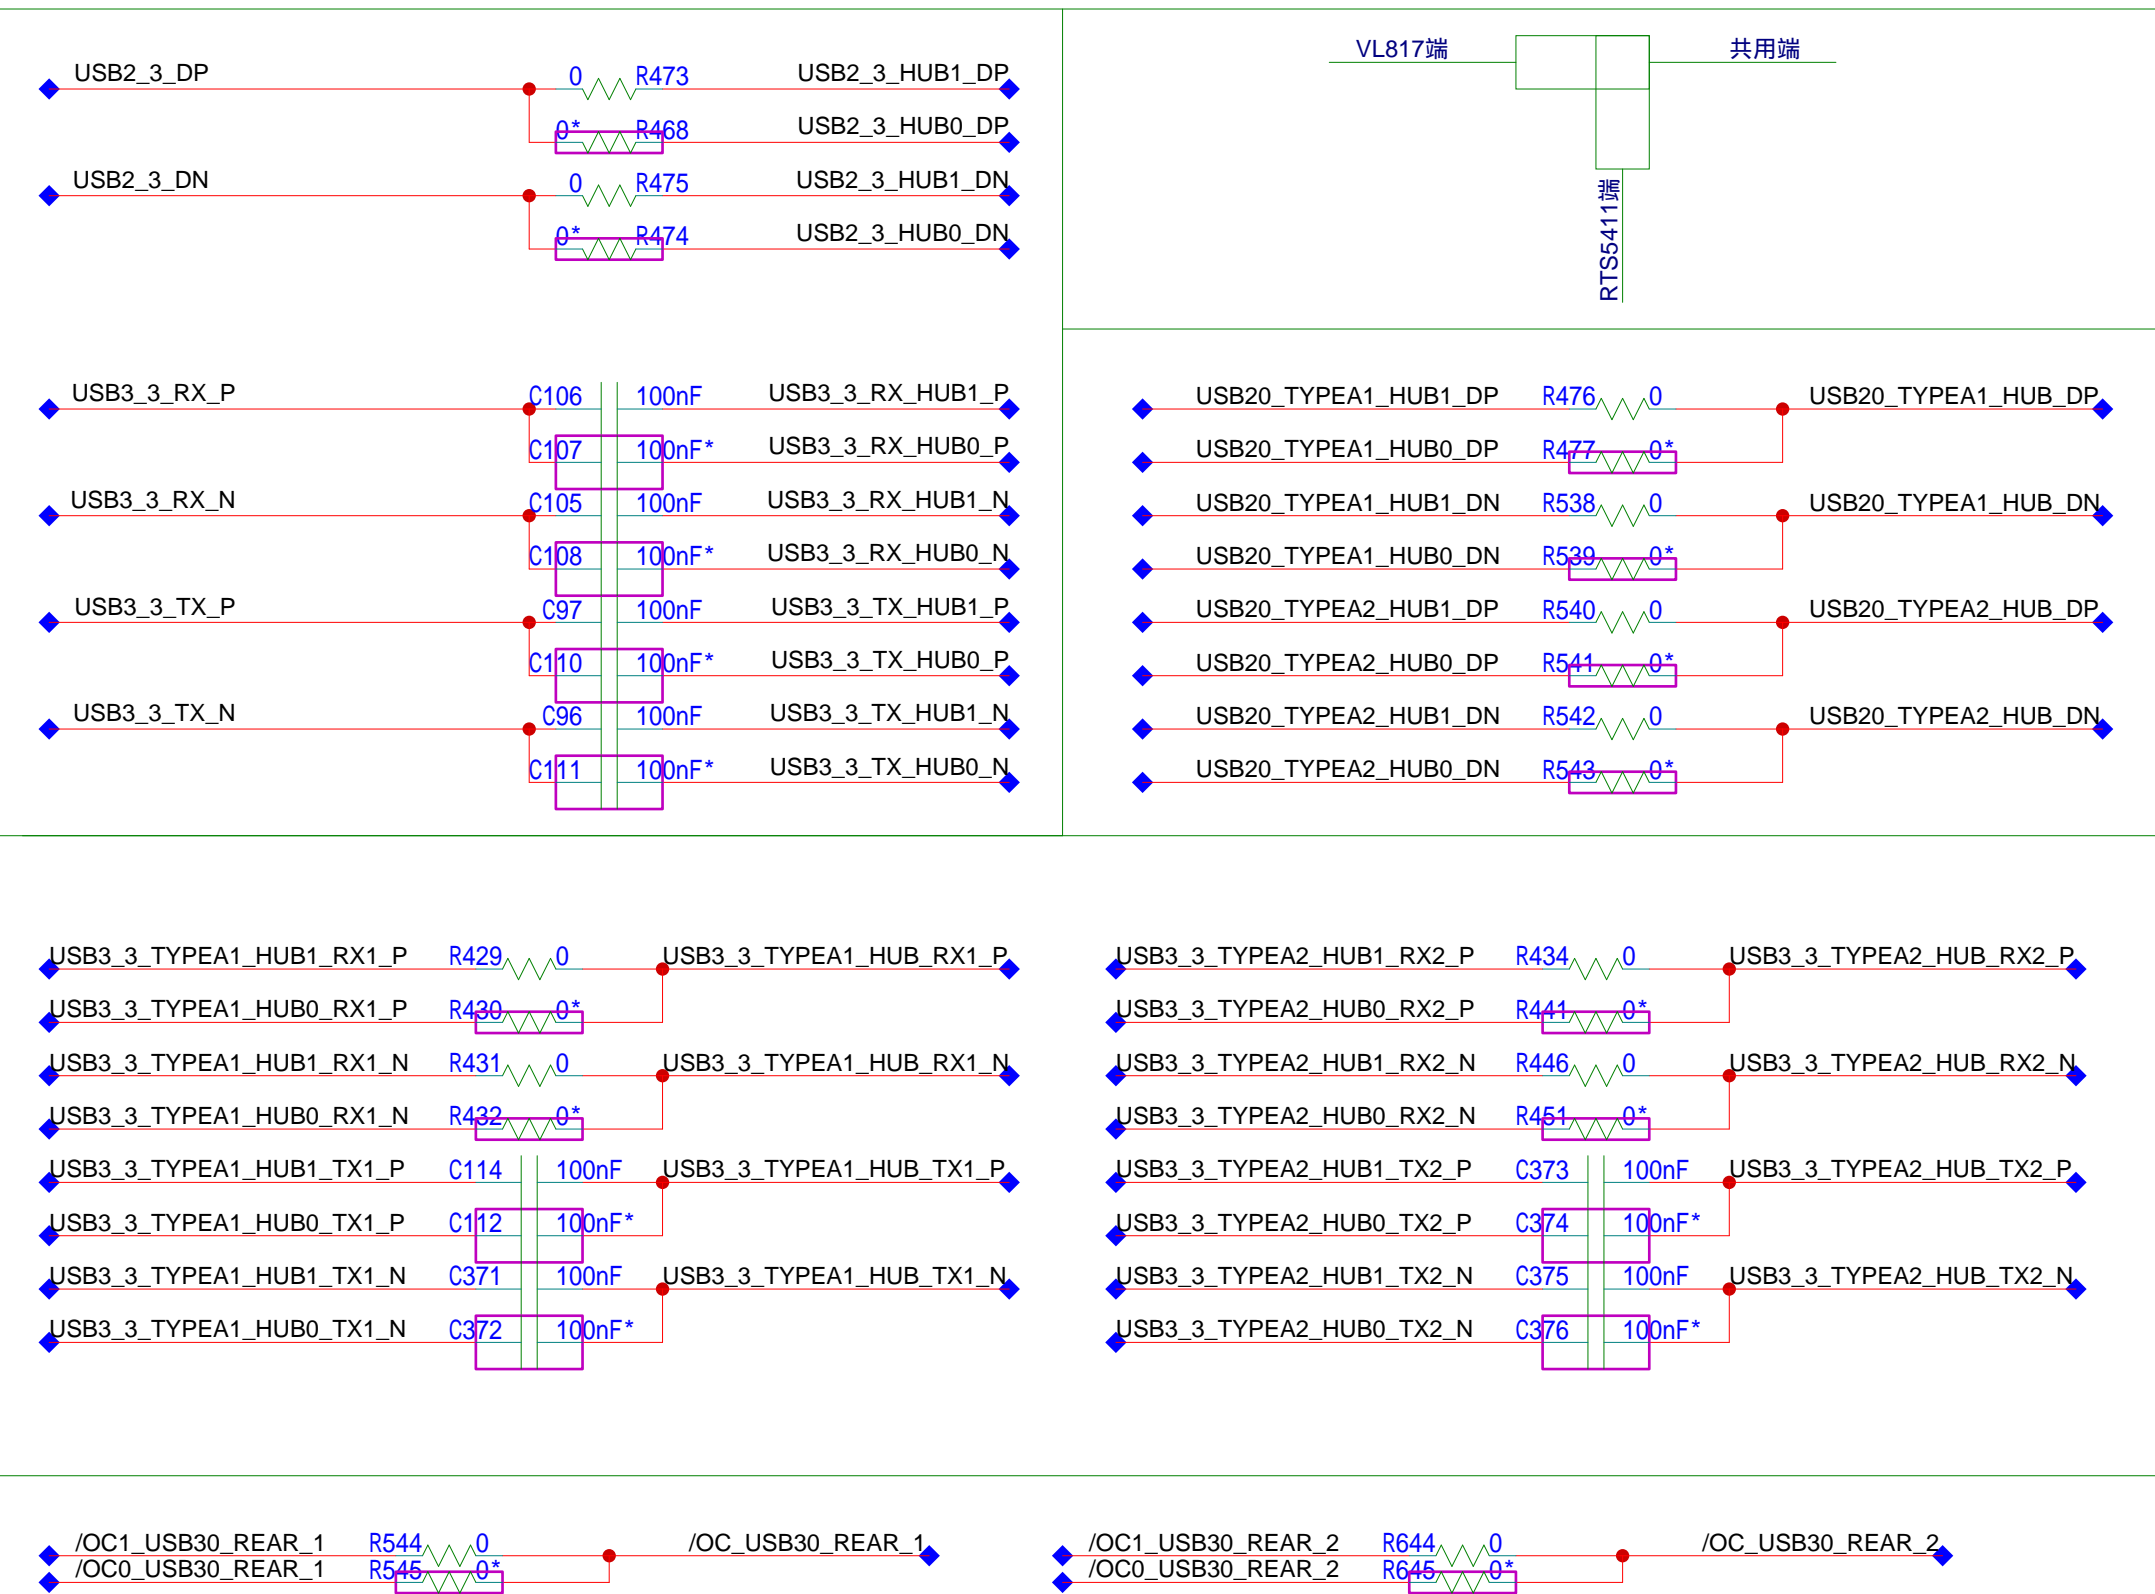 USB2_3_DP 0 R473 USB2_3_HUB1_DP
0* R468 USB2_3_HUB0_DP
USB2_3_DN 0 R475 USB2_3_HUB1_DN
0* R474 USB2_3_HUB0_DN
VL817端 共用端
RTS5411端
USB3_3_RX_P C106 100nF USB3_3_RX_HUB1_P
C107 100nF* USB3_3_RX_HUB0_P
USB3_3_RX_N C105 100nF USB3_3_RX_HUB1_N
C108 100nF* USB3_3_RX_HUB0_N
USB3_3_TX_P C97 100nF USB3_3_TX_HUB1_P
C110 100nF* USB3_3_TX_HUB0_P
USB3_3_TX_N C96 100nF USB3_3_TX_HUB1_N
C111 100nF* USB3_3_TX_HUB0_N
USB20_TYPEA1_HUB1_DP R476 0 USB20_TYPEA1_HUB_DP
USB20_TYPEA1_HUB0_DP R477 0*
USB20_TYPEA1_HUB1_DN R538 0 USB20_TYPEA1_HUB_DN
USB20_TYPEA1_HUB0_DN R539 0*
USB20_TYPEA2_HUB1_DP R540 0 USB20_TYPEA2_HUB_DP
USB20_TYPEA2_HUB0_DP R541 0*
USB20_TYPEA2_HUB1_DN R542 0 USB20_TYPEA2_HUB_DN
USB20_TYPEA2_HUB0_DN R543 0*
USB3_3_TYPEA1_HUB1_RX1_P R429 0 USB3_3_TYPEA1_HUB_RX1_P
USB3_3_TYPEA1_HUB0_RX1_P R430 0*
USB3_3_TYPEA1_HUB1_RX1_N R431 0 USB3_3_TYPEA1_HUB_RX1_N
USB3_3_TYPEA1_HUB0_RX1_N R432 0*
USB3_3_TYPEA1_HUB1_TX1_P C114 100nF USB3_3_TYPEA1_HUB_TX1_P
USB3_3_TYPEA1_HUB0_TX1_P C112 100nF*
USB3_3_TYPEA1_HUB1_TX1_N C371 100nF USB3_3_TYPEA1_HUB_TX1_N
USB3_3_TYPEA1_HUB0_TX1_N C372 100nF*
USB3_3_TYPEA2_HUB1_RX2_P R434 0 USB3_3_TYPEA2_HUB_RX2_P
USB3_3_TYPEA2_HUB0_RX2_P R441 0*
USB3_3_TYPEA2_HUB1_RX2_N R446 0 USB3_3_TYPEA2_HUB_RX2_N
USB3_3_TYPEA2_HUB0_RX2_N R451 0*
USB3_3_TYPEA2_HUB1_TX2_P C373 100nF USB3_3_TYPEA2_HUB_TX2_P
USB3_3_TYPEA2_HUB0_TX2_P C374 100nF*
USB3_3_TYPEA2_HUB1_TX2_N C375 100nF USB3_3_TYPEA2_HUB_TX2_N
USB3_3_TYPEA2_HUB0_TX2_N C376 100nF*
/OC1_USB30_REAR_1 R544 0 /OC_USB30_REAR_1
/OC0_USB30_REAR_1 R545 0*
/OC1_USB30_REAR_2 R644 0 /OC_USB30_REAR_2
/OC0_USB30_REAR_2 R645 0*